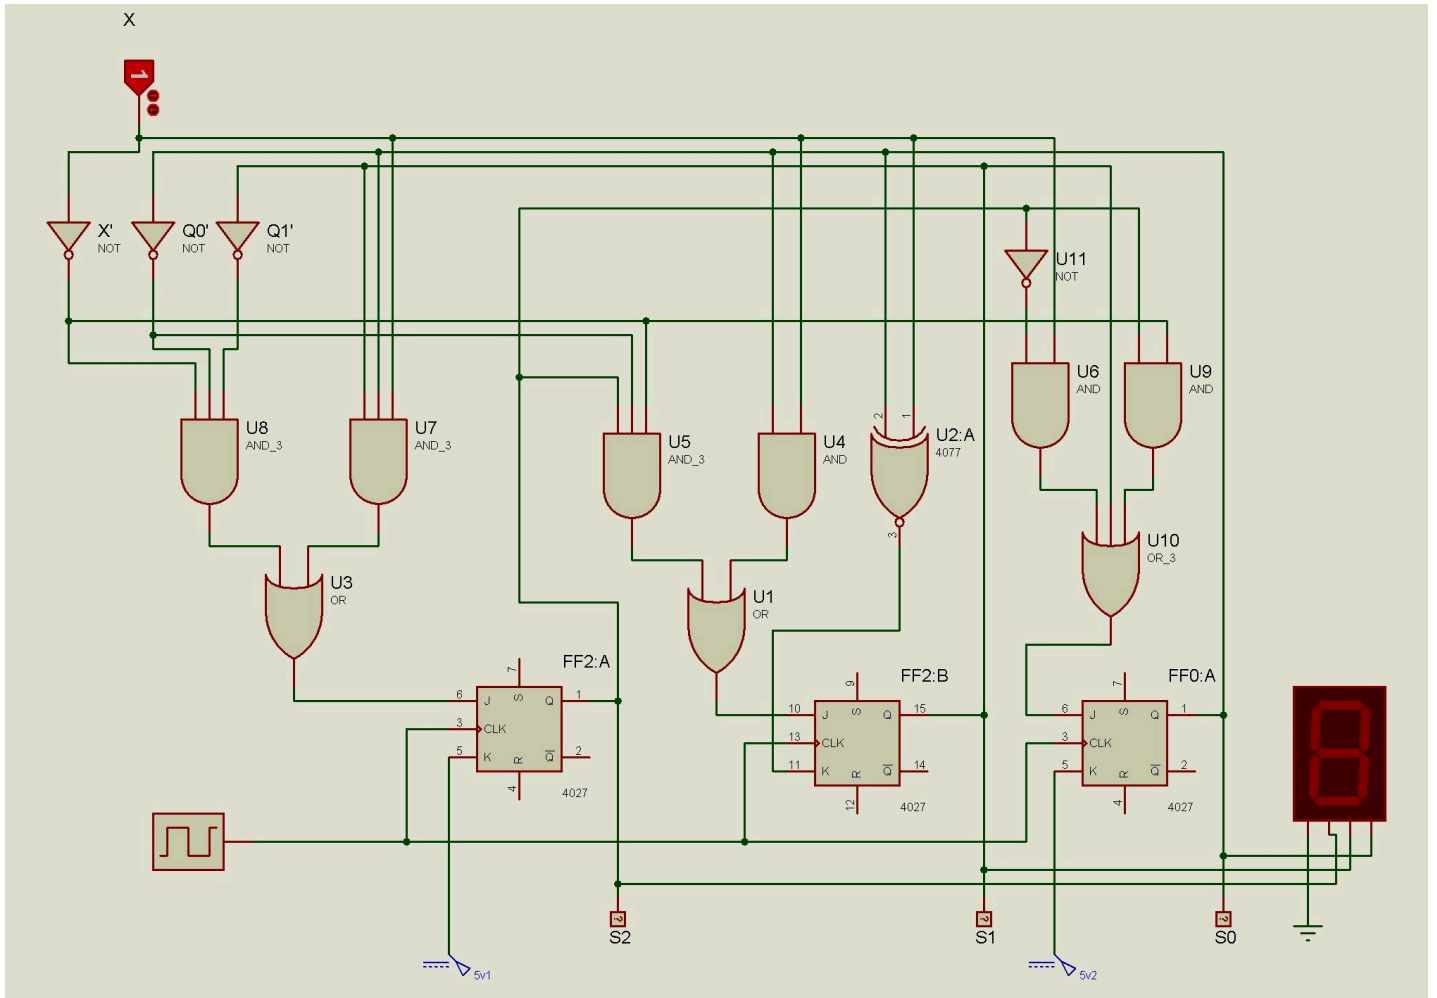 X
1
X'
NOT
Q0'
NOT
Q1'
NOT
U11
NOT
U6
AND
U9
AND
U8
AND_3
U7
AND_3
U5
AND_3
U4
AND
2
1
U2:A
4077
3
U10
OR_3
U3
OR
U1
OR
FF2:A
7
6
J
S
Q
1
3
CLK
5
K
R
Q
2
4
4027
FF2:B
9
10
J
S
Q
15
13
CLK
11
K
R
Q
14
12
4027
FF0:A
7
6
J
S
Q
1
3
CLK
5
K
R
Q
2
4
4027
8
?
S2
?
S1
?
S0
5v1
5v2